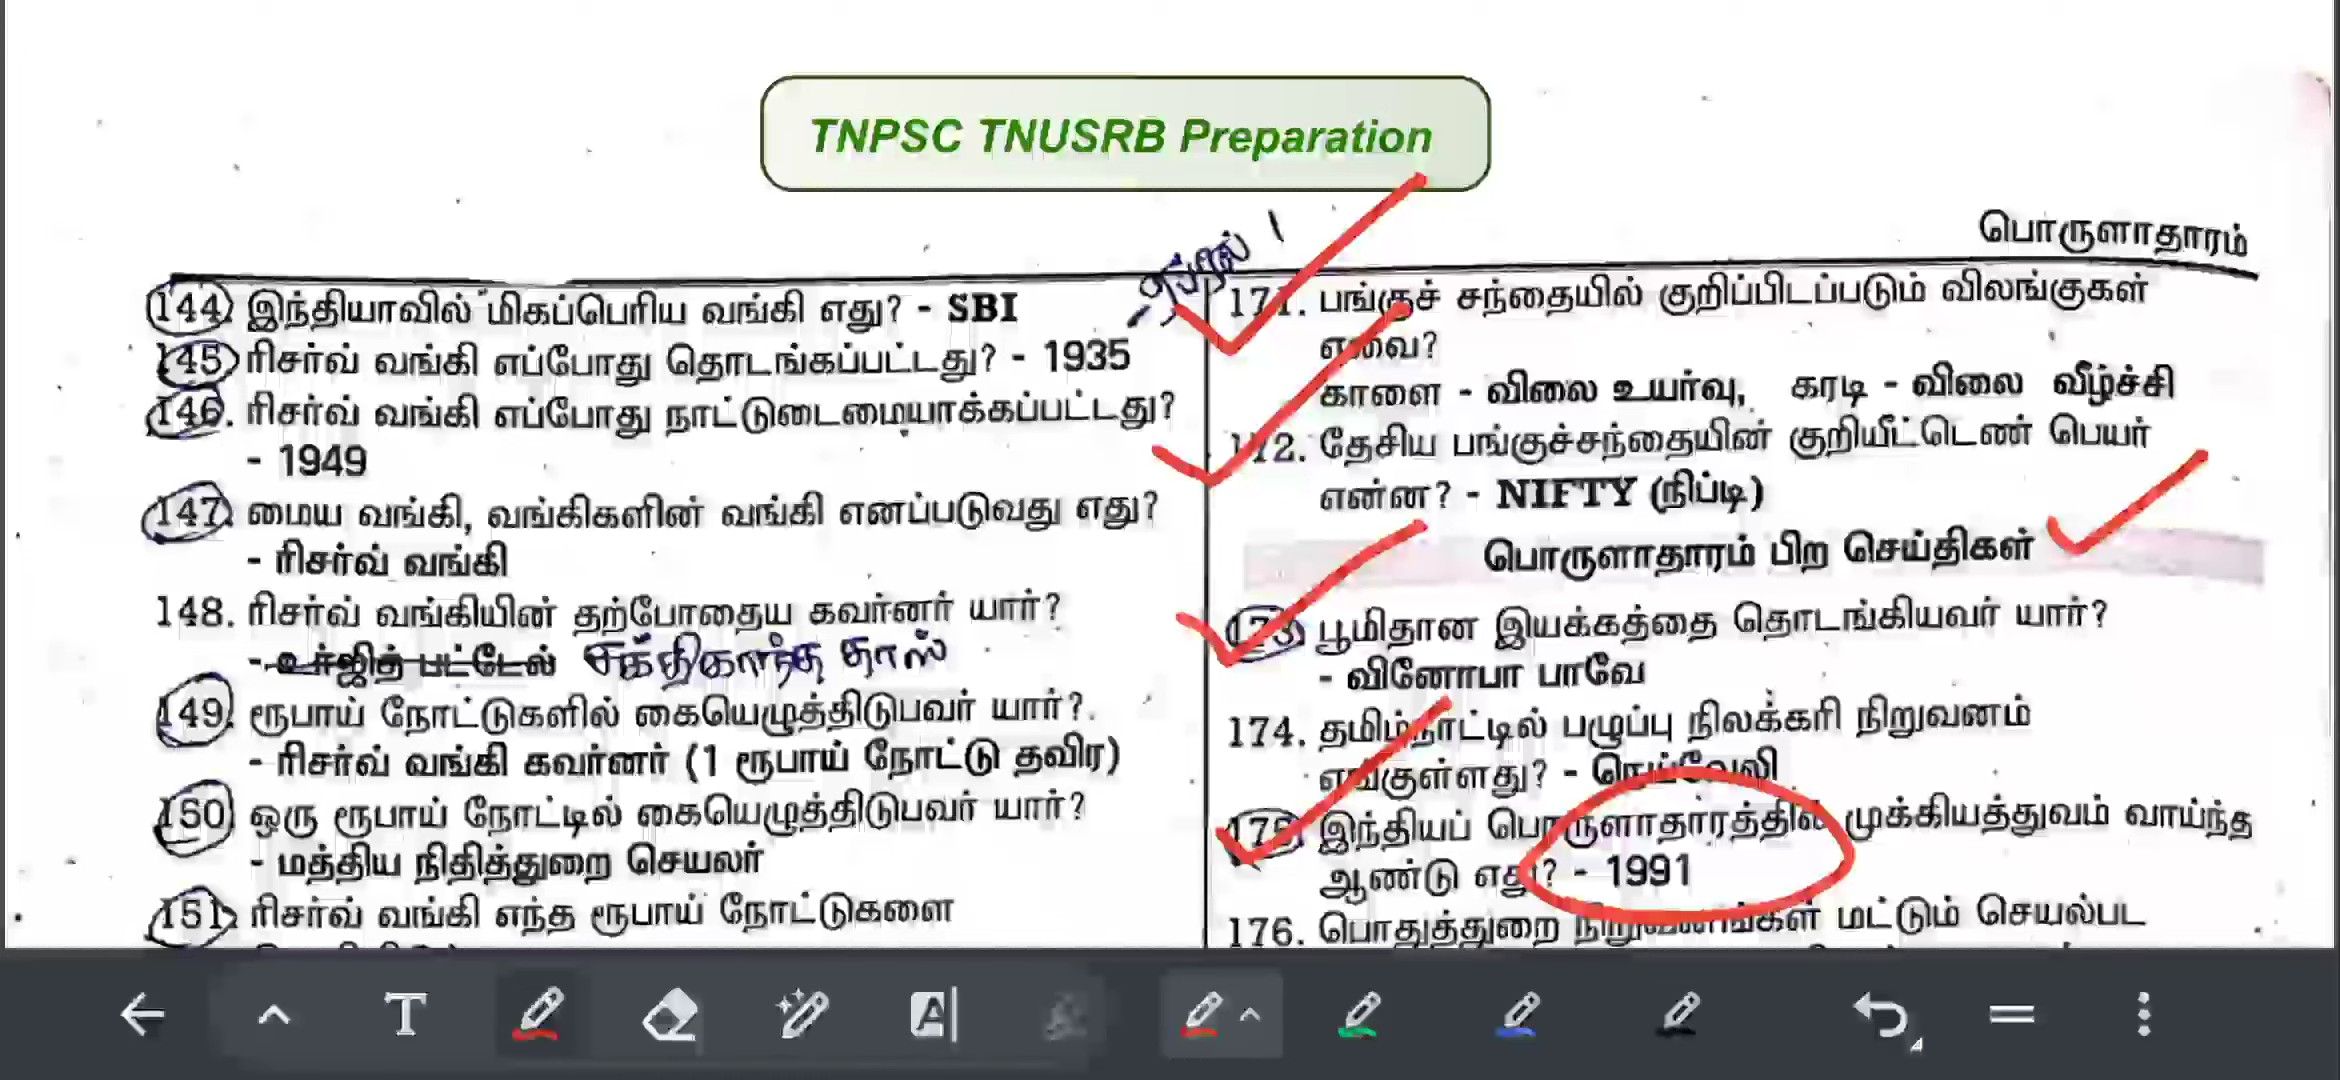 TNPSC TNUSRB Preparation
பொருளாதாரம்
- ஏப்ரல் 1
144. இந்தியாவில் மிகப்பெரிய வங்கி எது? - SBI
145. ரிசர்வ் வங்கி எப்போது தொடங்கப்பட்டது? - 1935
146. ரிசர்வ் வங்கி எப்போது நாட்டுடைமையாக்கப்பட்டது?
- 1949
147. மைய வங்கி, வங்கிகளின் வங்கி எனப்படுவது எது?
- ரிசர்வ் வங்கி
148. ரிசர்வ் வங்கியின் தற்போதைய கவர்னர் யார்?
- உர்ஜித் பட்டேல் சக்திகாந்த தாஸ்
149. ரூபாய் நோட்டுகளில் கையெழுத்திடுபவர் யார்?
- ரிசர்வ் வங்கி கவர்னர் (1 ரூபாய் நோட்டு தவிர)
150. ஒரு ரூபாய் நோட்டில் கையெழுத்திடுபவர் யார்?
- மத்திய நிதித்துறை செயலர்
151. ரிசர்வ் வங்கி எந்த ரூபாய் நோட்டுகளை
171. பங்குச் சந்தையில் குறிப்பிடப்படும் விலங்குகள்
எவை?
காளை - விலை உயர்வு, கரடி - விலை வீழ்ச்சி
172. தேசிய பங்குச்சந்தையின் குறியீட்டெண் பெயர்
என்ன? - NIFTY (நிப்டி)
பொருளாதாரம் பிற செய்திகள்
173. பூமிதான இயக்கத்தை தொடங்கியவர் யார்?
- வினோபா பாவே
174. தமிழ்நாட்டில் பழுப்பு நிலக்கரி நிறுவனம்
எங்குள்ளது? - நெய்வேலி
175. இந்தியப் பொருளாதாரத்தில் முக்கியத்துவம் வாய்ந்த
ஆண்டு எது? - 1991
176. பொதுத்துறை நிறுவனங்கள் மட்டும் செயல்பட